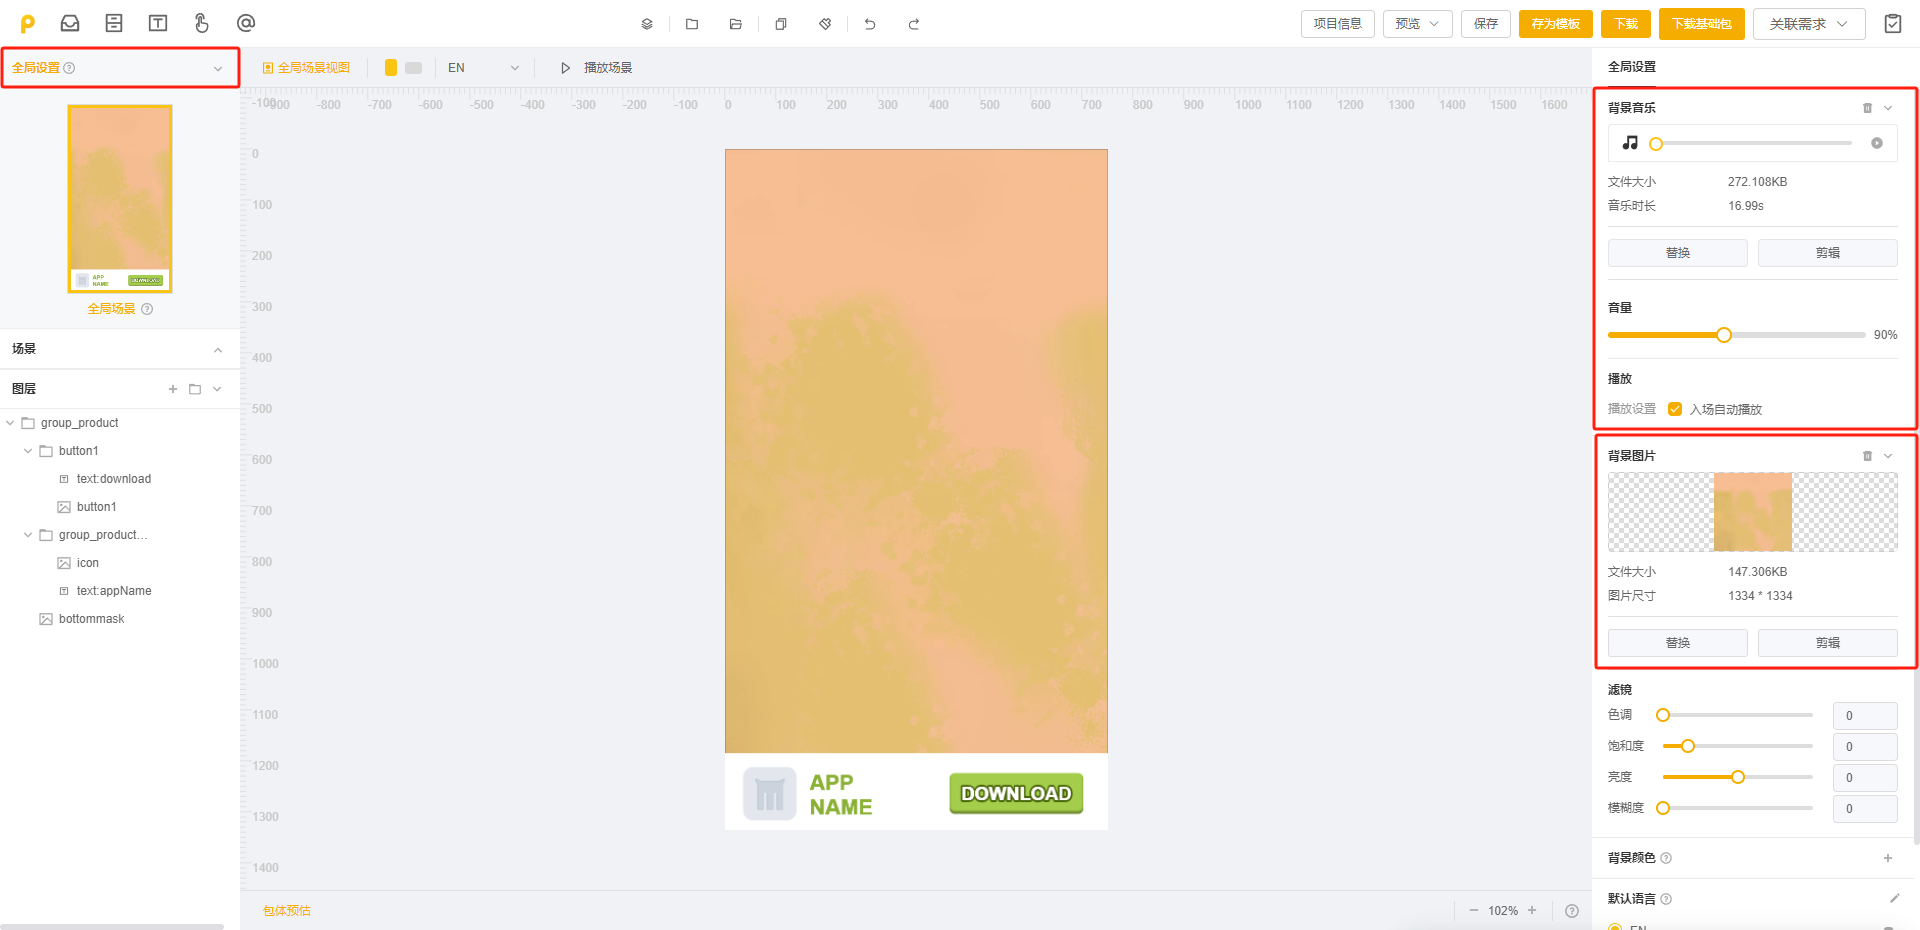 项目信息
预览
保存
存为模板
下载
下载基础包
关联需求
全局设置
全局场景视图
EN
播放场景
全局设置
-100
-900 -800 -700 -600 -500 -400 -300 -200 -100 0 100 200 300 400 500 600 700 800 900 1000 1100 1200 1300 1400 1500 1600
0
100
200
300
400
500
600
700
800
900
1000
1100
1200
1300
1400
APP
NAME
DOWNLOAD
全局场景
场景
图层
group_product
button1
text:download
button1
group_product...
icon
text:appName
bottommask
APP
NAME
DOWNLOAD
包体预估
102%
背景音乐
文件大小 272.108KB
音乐时长 16.99s
替换 剪辑
音量
90%
播放
播放设置 入场自动播放
背景图片
文件大小 147.306KB
图片尺寸 1334 * 1334
替换 剪辑
滤镜
色调 0
饱和度 0
亮度 0
模糊度 0
背景颜色
默认语言
EN